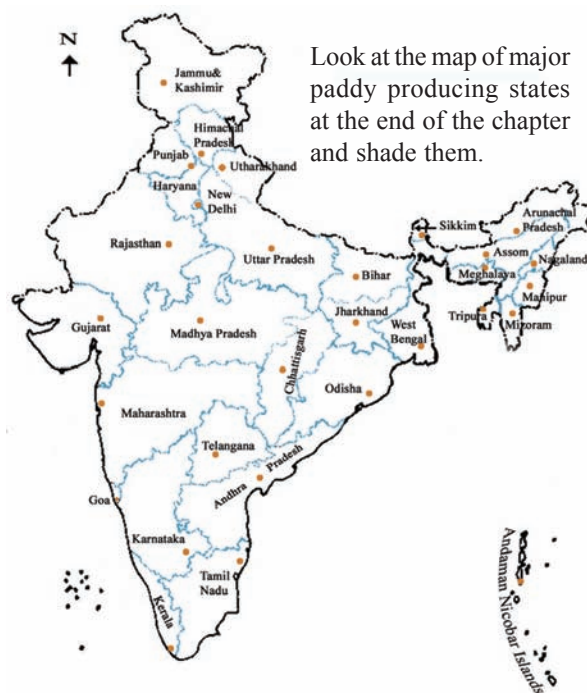 N
Look at the map of major
paddy producing states
at the end of the chapter
and shade them.
Jammu&
Kashimir
Himachal
Pradesh
Punjab
Utharakhand
Haryana
New
Delhi
Sikkim
Arunachal
Pradesh
Rajasthan
Uttar Pradesh
Assom
Nagaland
Bihar
Meghalaya
Manipur
Gujarat
Madhya Pradesh
Jharkhand
West
Bengal
Tripura
Mizoram
Chhattisgarh
Odisha
Maharashtra
Telangana
Andhra Pradesh
Goa
Karnataka
Tamil
Nadu
Kerala
Andaman Nicobar Islands